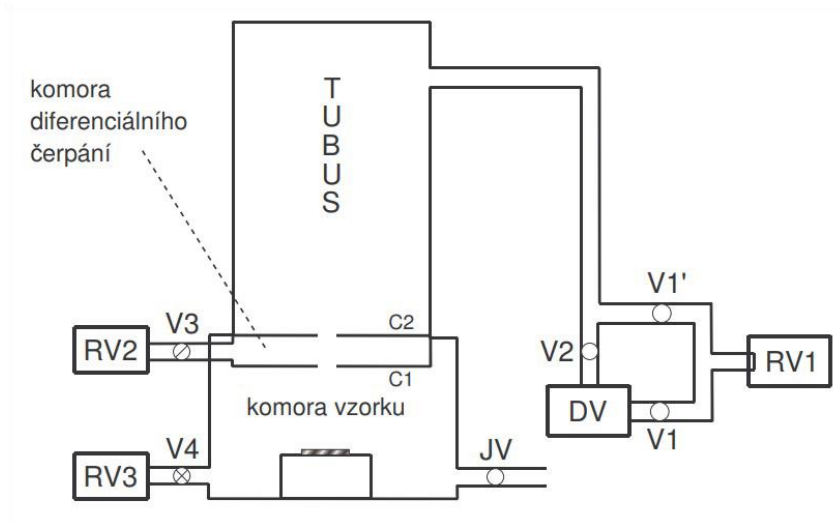 komora
diferenciálního
čerpání
T
U
B
U
S
V1'
V3
C2
RV2
V2
RV1
C1
DV
komora vzorku
V1
V4
JV
RV3